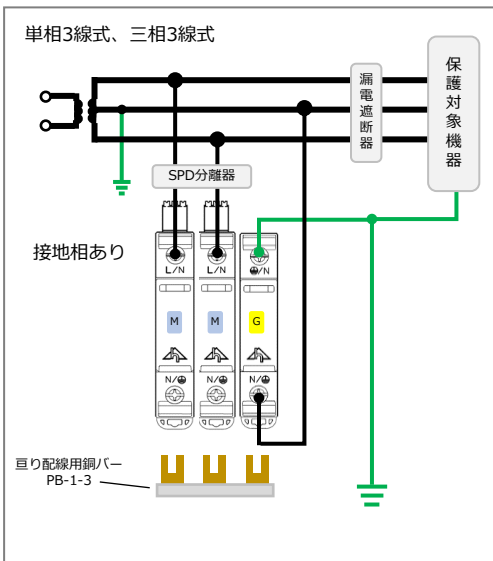 単相3線式、三相3線式
漏電遮断器
保護対象機器
SPD分離器
接地相あり
L/N
L/N
/N
M
M
G
N/
N/
N/
亘り配線用銅バー
PB-1-3